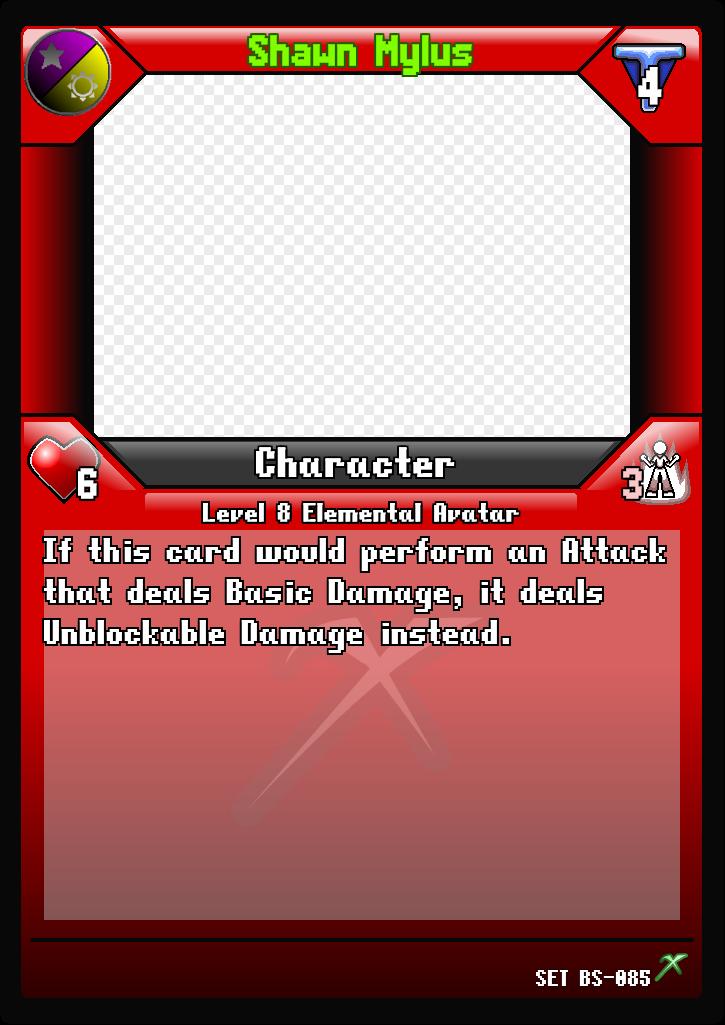 Shawn Mylus
4
Character
6
3
Level 8 Elemental Avatar
If this card would perform an Attack
that deals Basic Damage, it deals
Unblockable Damage instead.
SET BS-085